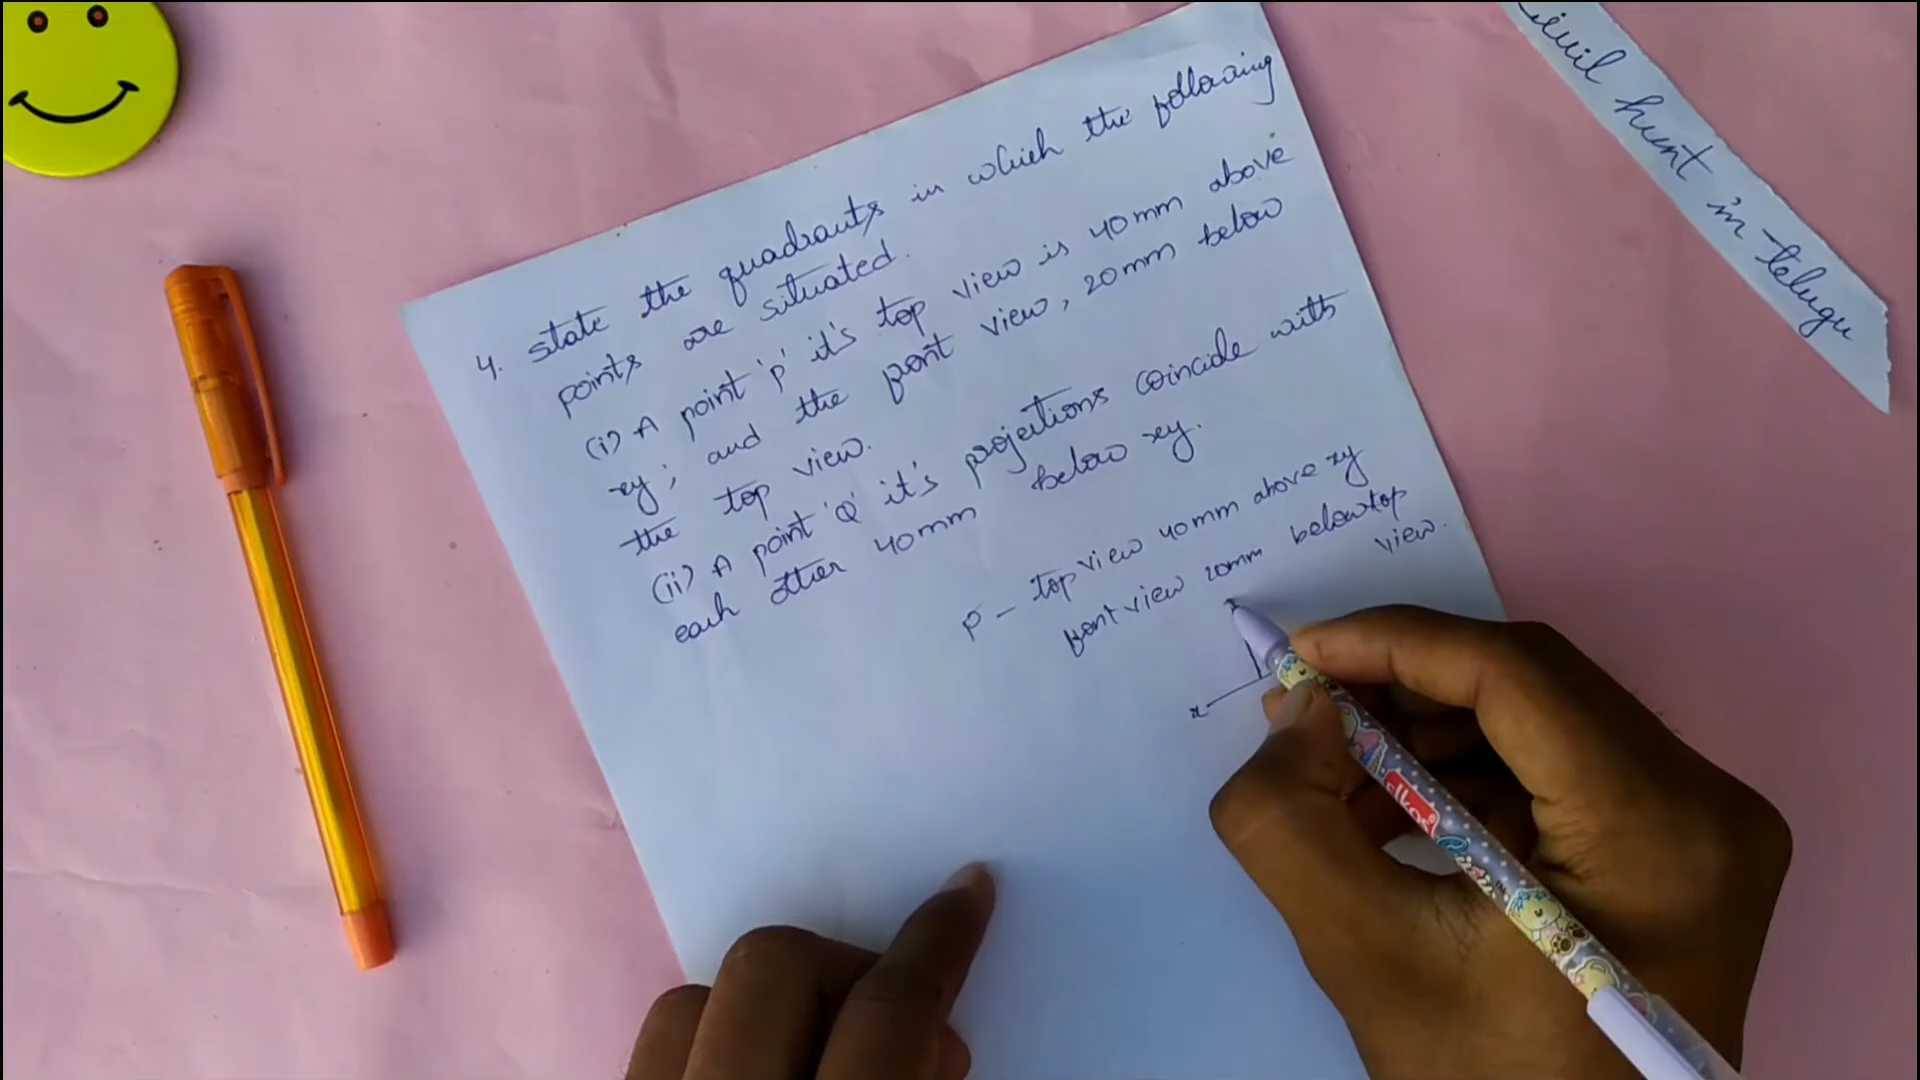 4. state the quadrants in which the following
points are situated.
(i) A point 'p' it's top view is 40mm above
xy; and the front view, 20mm below
the top view.
(ii) A point 'Q' it's projections coincide with
each other 40mm below xy.
p - top view 40mm above xy
front view 20mm below top
view.
x
civil hunt in telugu
elkos